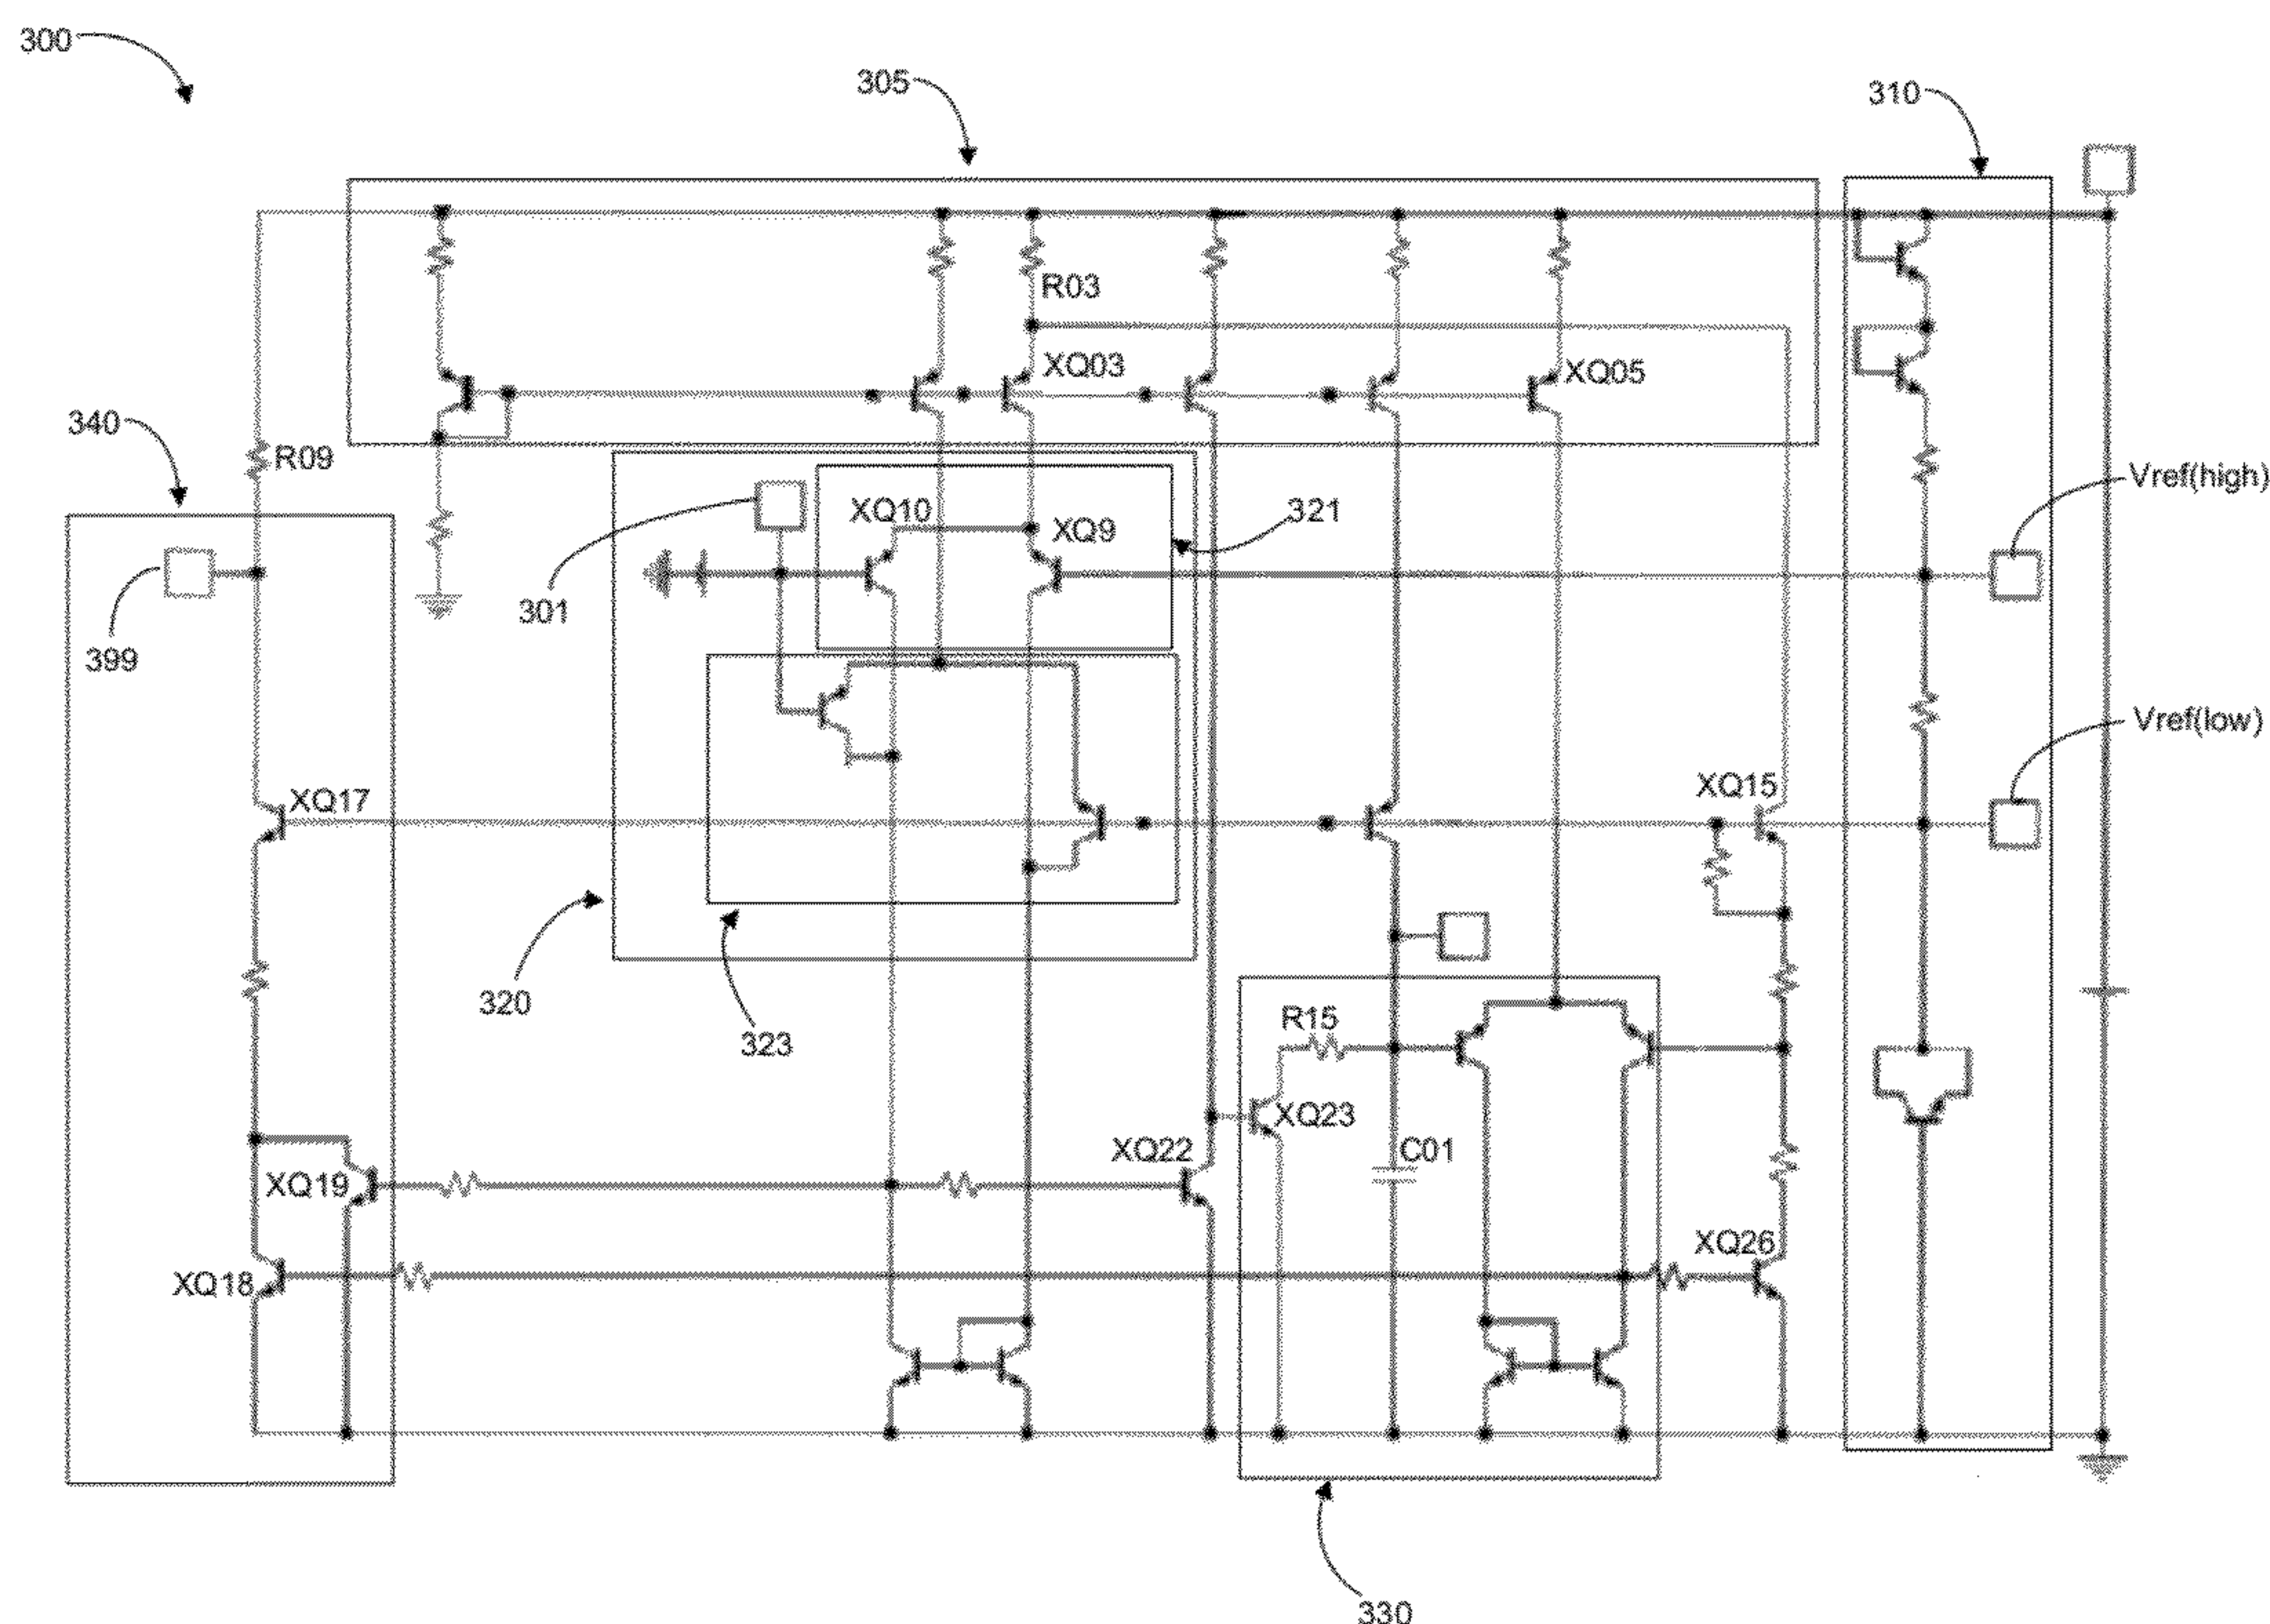 300
305
310
R03
XQ03
XQ05
340
R09
Vref(high)
XQ10
XQ9
321
301
399
Vref(low)
XQ17
XQ15
320
323
R15
XQ23
XQ22
C01
XQ19
XQ26
XQ18
330